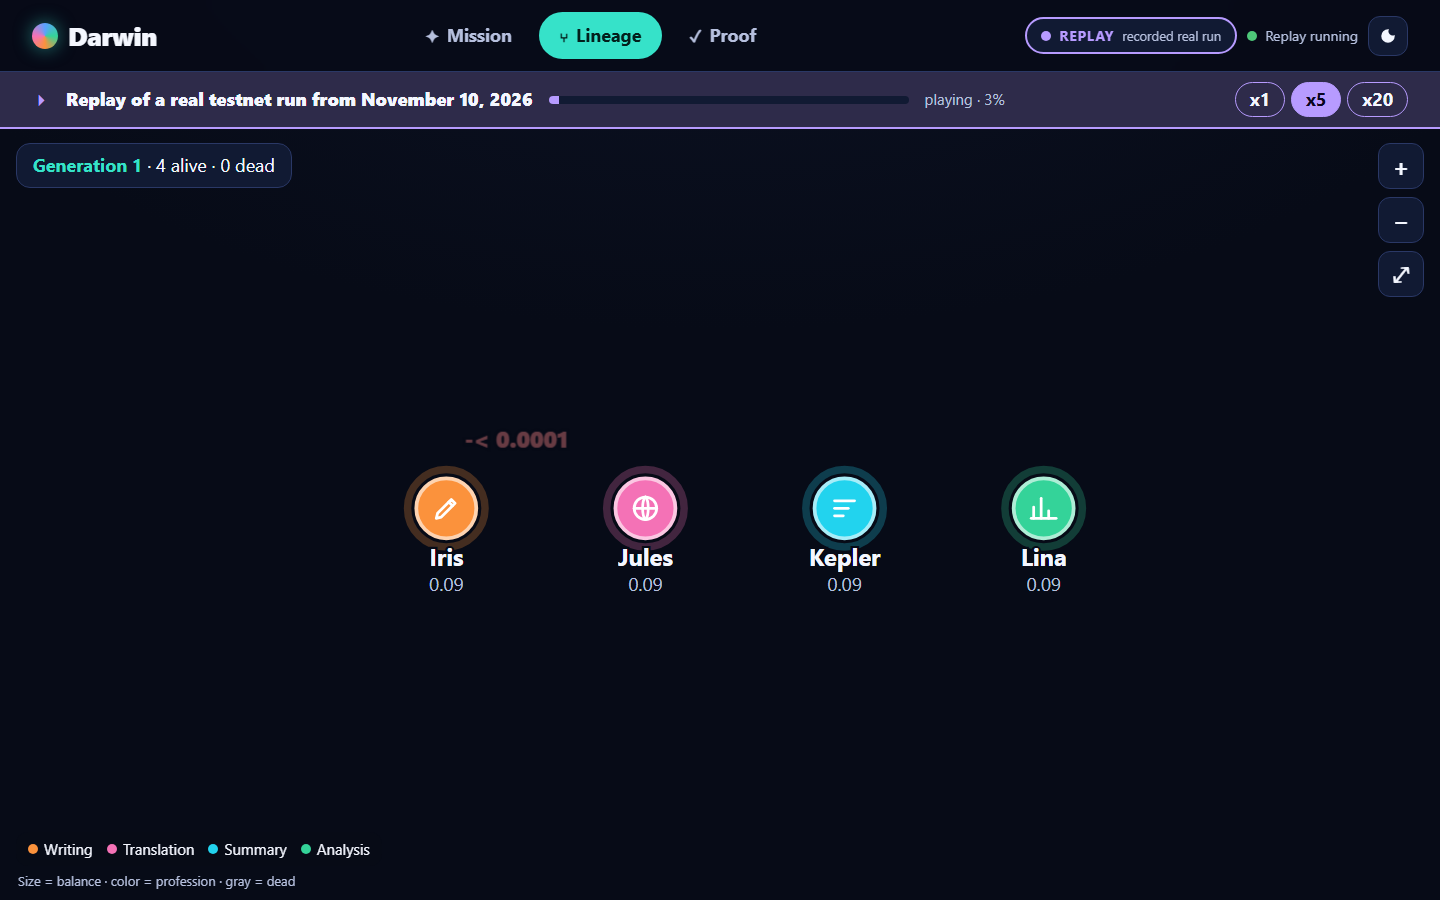 Darwin
Mission
Lineage
Proof
REPLAY recorded real run
Replay running
Replay of a real testnet run from November 10, 2026
playing · 3%
x1
x5
x20
Generation 1 · 4 alive · 0 dead
+
−
-< 0.0001
Iris
0.09
Jules
0.09
Kepler
0.09
Lina
0.09
Writing
Translation
Summary
Analysis
Size = balance · color = profession · gray = dead